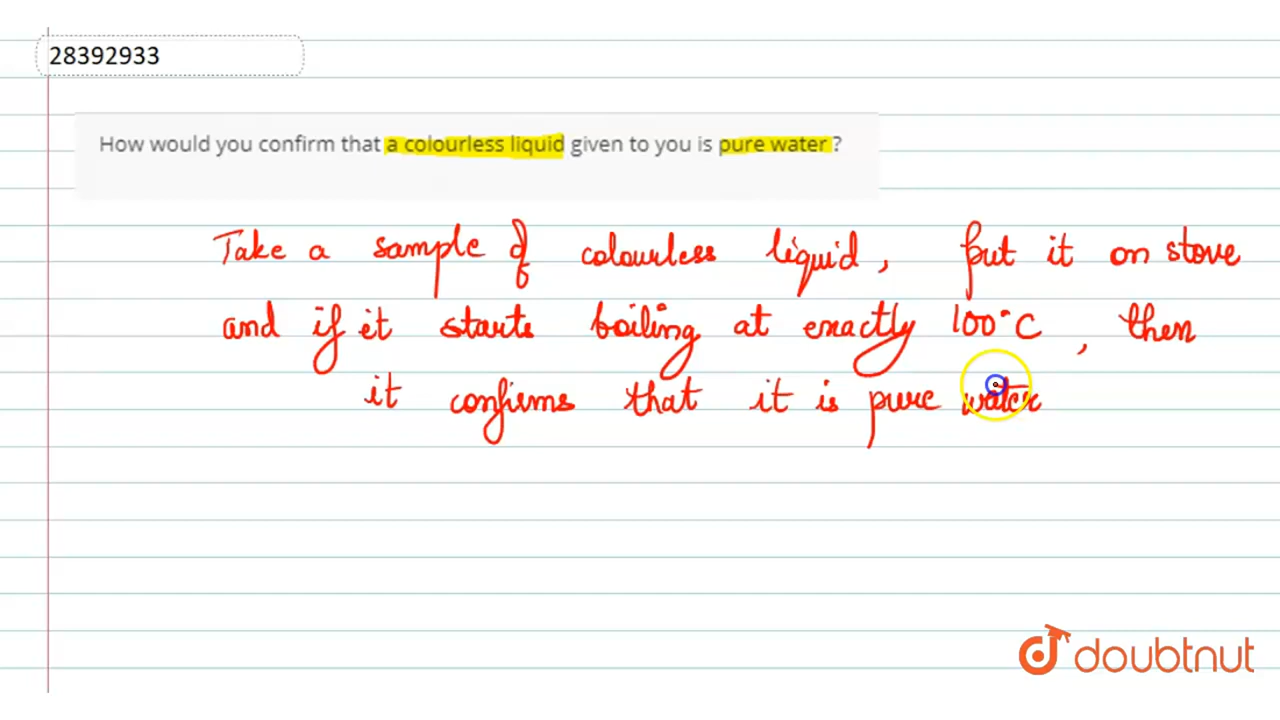 28392933
How would you confirm that a colourless liquid given to you is pure water ?
Take a sample of colourless liquid, put it on stove
and if it starts boiling at exactly 100°C, then
it confirms that it is pure water
doubtnut